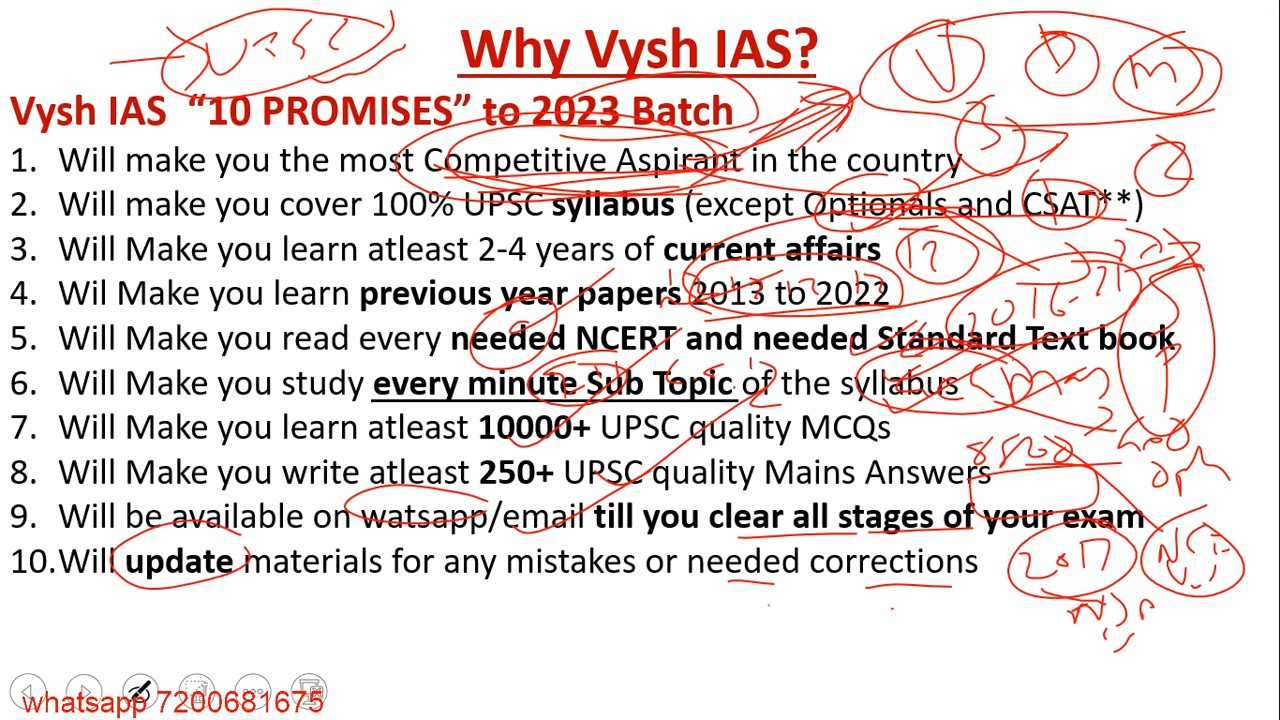 UPSC
Why Vysh IAS?
V
P
M
Vysh IAS “10 PROMISES” to 2023 Batch
3
1. Will make you the most Competitive Aspirant in the country
2
2. Will make you cover 100% UPSC syllabus (except Optionals and CSAT**)
3. Will Make you learn atleast 2-4 years of current affairs
4. Wil Make you learn previous year papers 2013 to 2022
2016-21
5. Will Make you read every needed NCERT and needed Standard Text book
6. Will Make you study every minute Sub Topic of the syllabus
7. Will Make you learn atleast 10000+ UPSC quality MCQs
8. Will Make you write atleast 250+ UPSC quality Mains Answers
9. Will be available on watsapp/email till you clear all stages of your exam
10.Will update materials for any mistakes or needed corrections
2017
whatsapp 7200681675